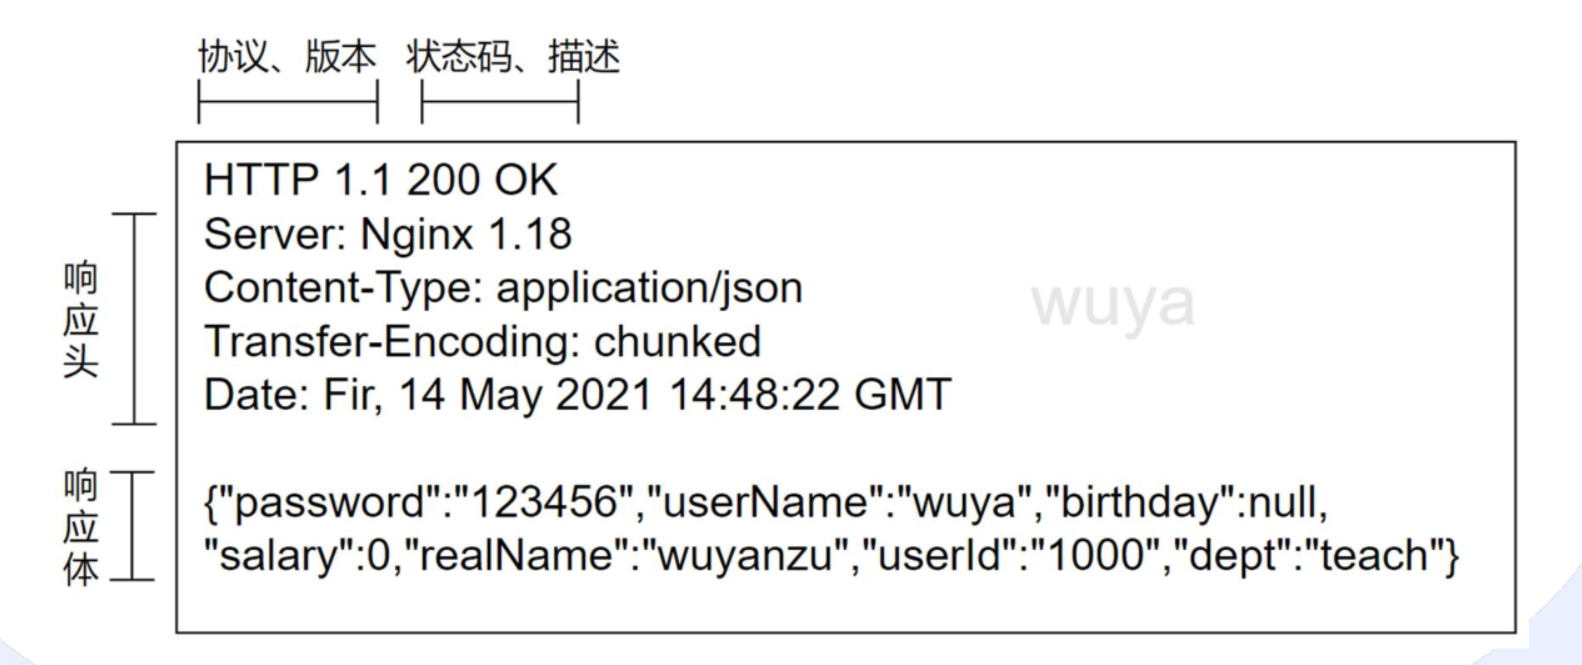 协议、版本 状态码、描述
HTTP 1.1 200 OK
Server: Nginx 1.18
Content-Type: application/json
Transfer-Encoding: chunked
Date: Fir, 14 May 2021 14:48:22 GMT
wuya
响应头
{"password":"123456","userName":"wuya","birthday":null,
"salary":0,"realName":"wuyanzu","userId":"1000","dept":"teach"}
响应体